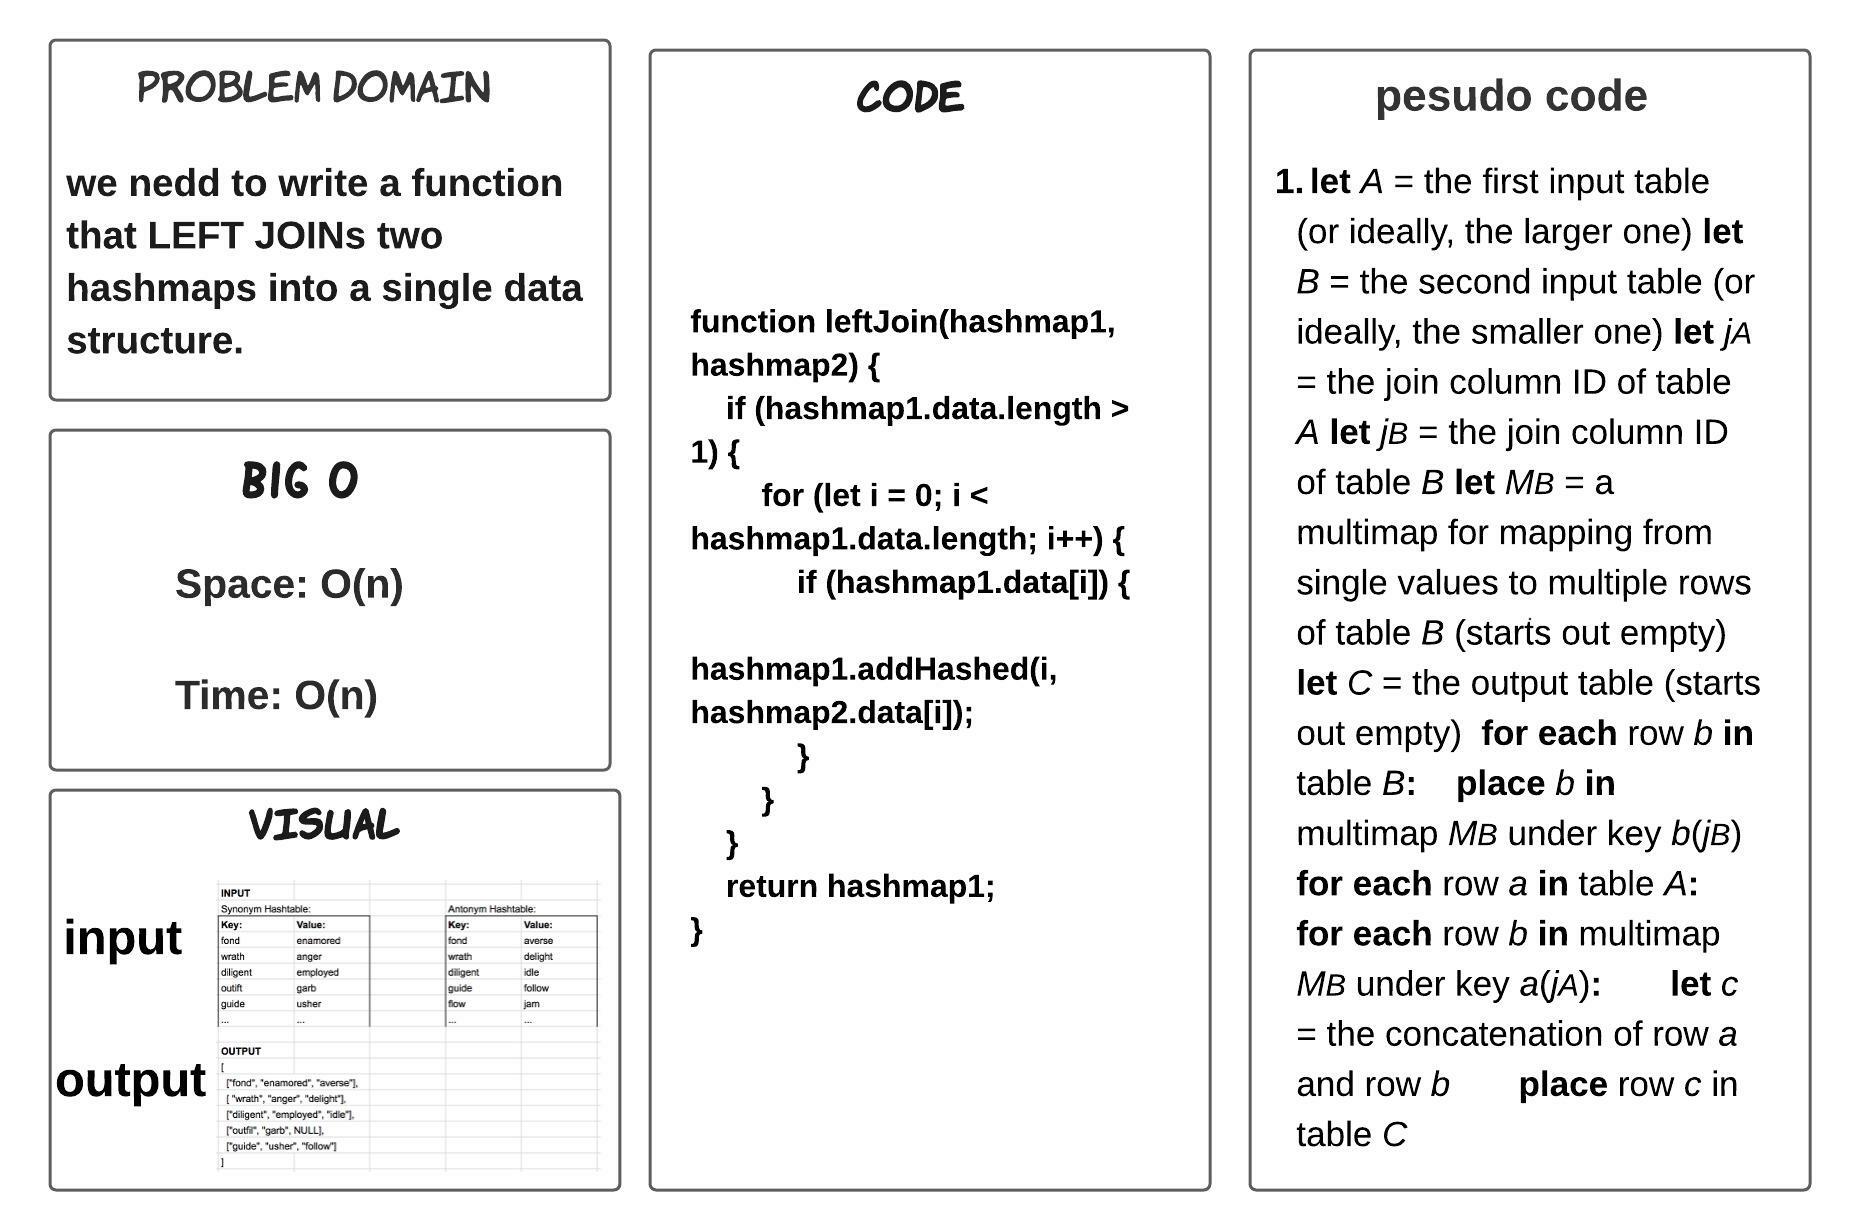 PROBLEM DOMAIN
we nedd to write a function
that LEFT JOINs two
hashmaps into a single data
structure.
BIG O
Space: O(n)
Time: O(n)
VISUAL
input
INPUT
Synonym Hashtable: Antonym Hashtable:
Key: Value: Key: Value:
fond enamored fond averse
wrath anger wrath delight
diligent employed diligent idle
outift garb guide follow
guide usher flow jam
... ... ... ...
output
OUTPUT
[
["fond", "enamored", "averse"],
[ "wrath", "anger", "delight"],
["diligent", "employed", "idle"],
["outfil", "garb", NULL],
["guide", "usher", "follow"]
]
CODE
function leftJoin(hashmap1,
hashmap2) {
if (hashmap1.data.length >
1) {
for (let i = 0; i <
hashmap1.data.length; i++) {
if (hashmap1.data[i]) {
hashmap1.addHashed(i,
hashmap2.data[i]);
}
}
}
return hashmap1;
}
pesudo code
1. let A = the first input table
(or ideally, the larger one) let
B = the second input table (or
ideally, the smaller one) let jA
= the join column ID of table
A let jB = the join column ID
of table B let MB = a
multimap for mapping from
single values to multiple rows
of table B (starts out empty)
let C = the output table (starts
out empty) for each row b in
table B: place b in
multimap MB under key b(jB)
for each row a in table A:
for each row b in multimap
MB under key a(jA): let c
= the concatenation of row a
and row b place row c in
table C